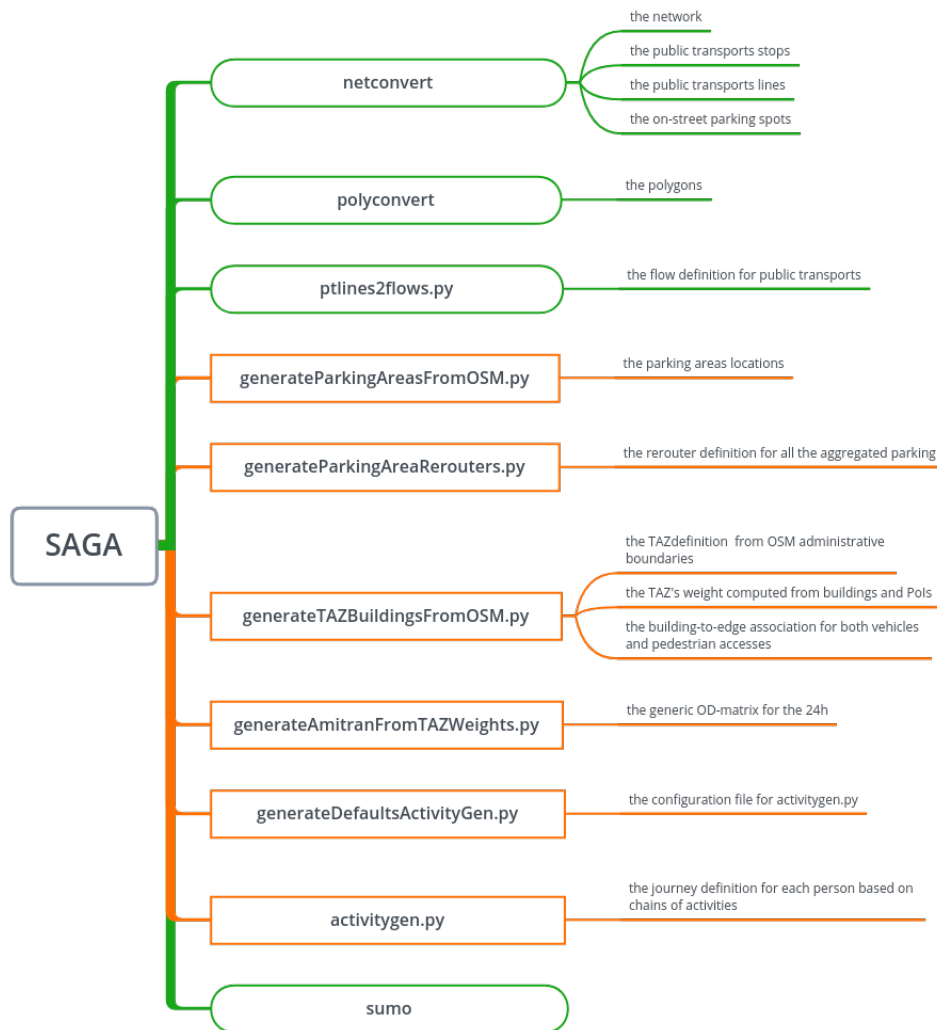 the network
the public transports stops
netconvert
the public transports lines
the on-street parking spots
polyconvert
the polygons
ptlines2flows.py
the flow definition for public transports
generateParkingAreasFromOSM.py
the parking areas locations
generateParkingAreaRerouters.py
the rerouter definition for all the aggregated parking
SAGA
the TAZdefinition  from OSM administrative
boundaries
the TAZ's weight computed from buildings and PoIs
generateTAZBuildingsFromOSM.py
the building-to-edge association for both vehicles
and pedestrian accesses
generateAmitranFromTAZWeights.py
the generic OD-matrix for the 24h
generateDefaultsActivityGen.py
the configuration file for activitygen.py
activitygen.py
the journey definition for each person based on
chains of activities
sumo